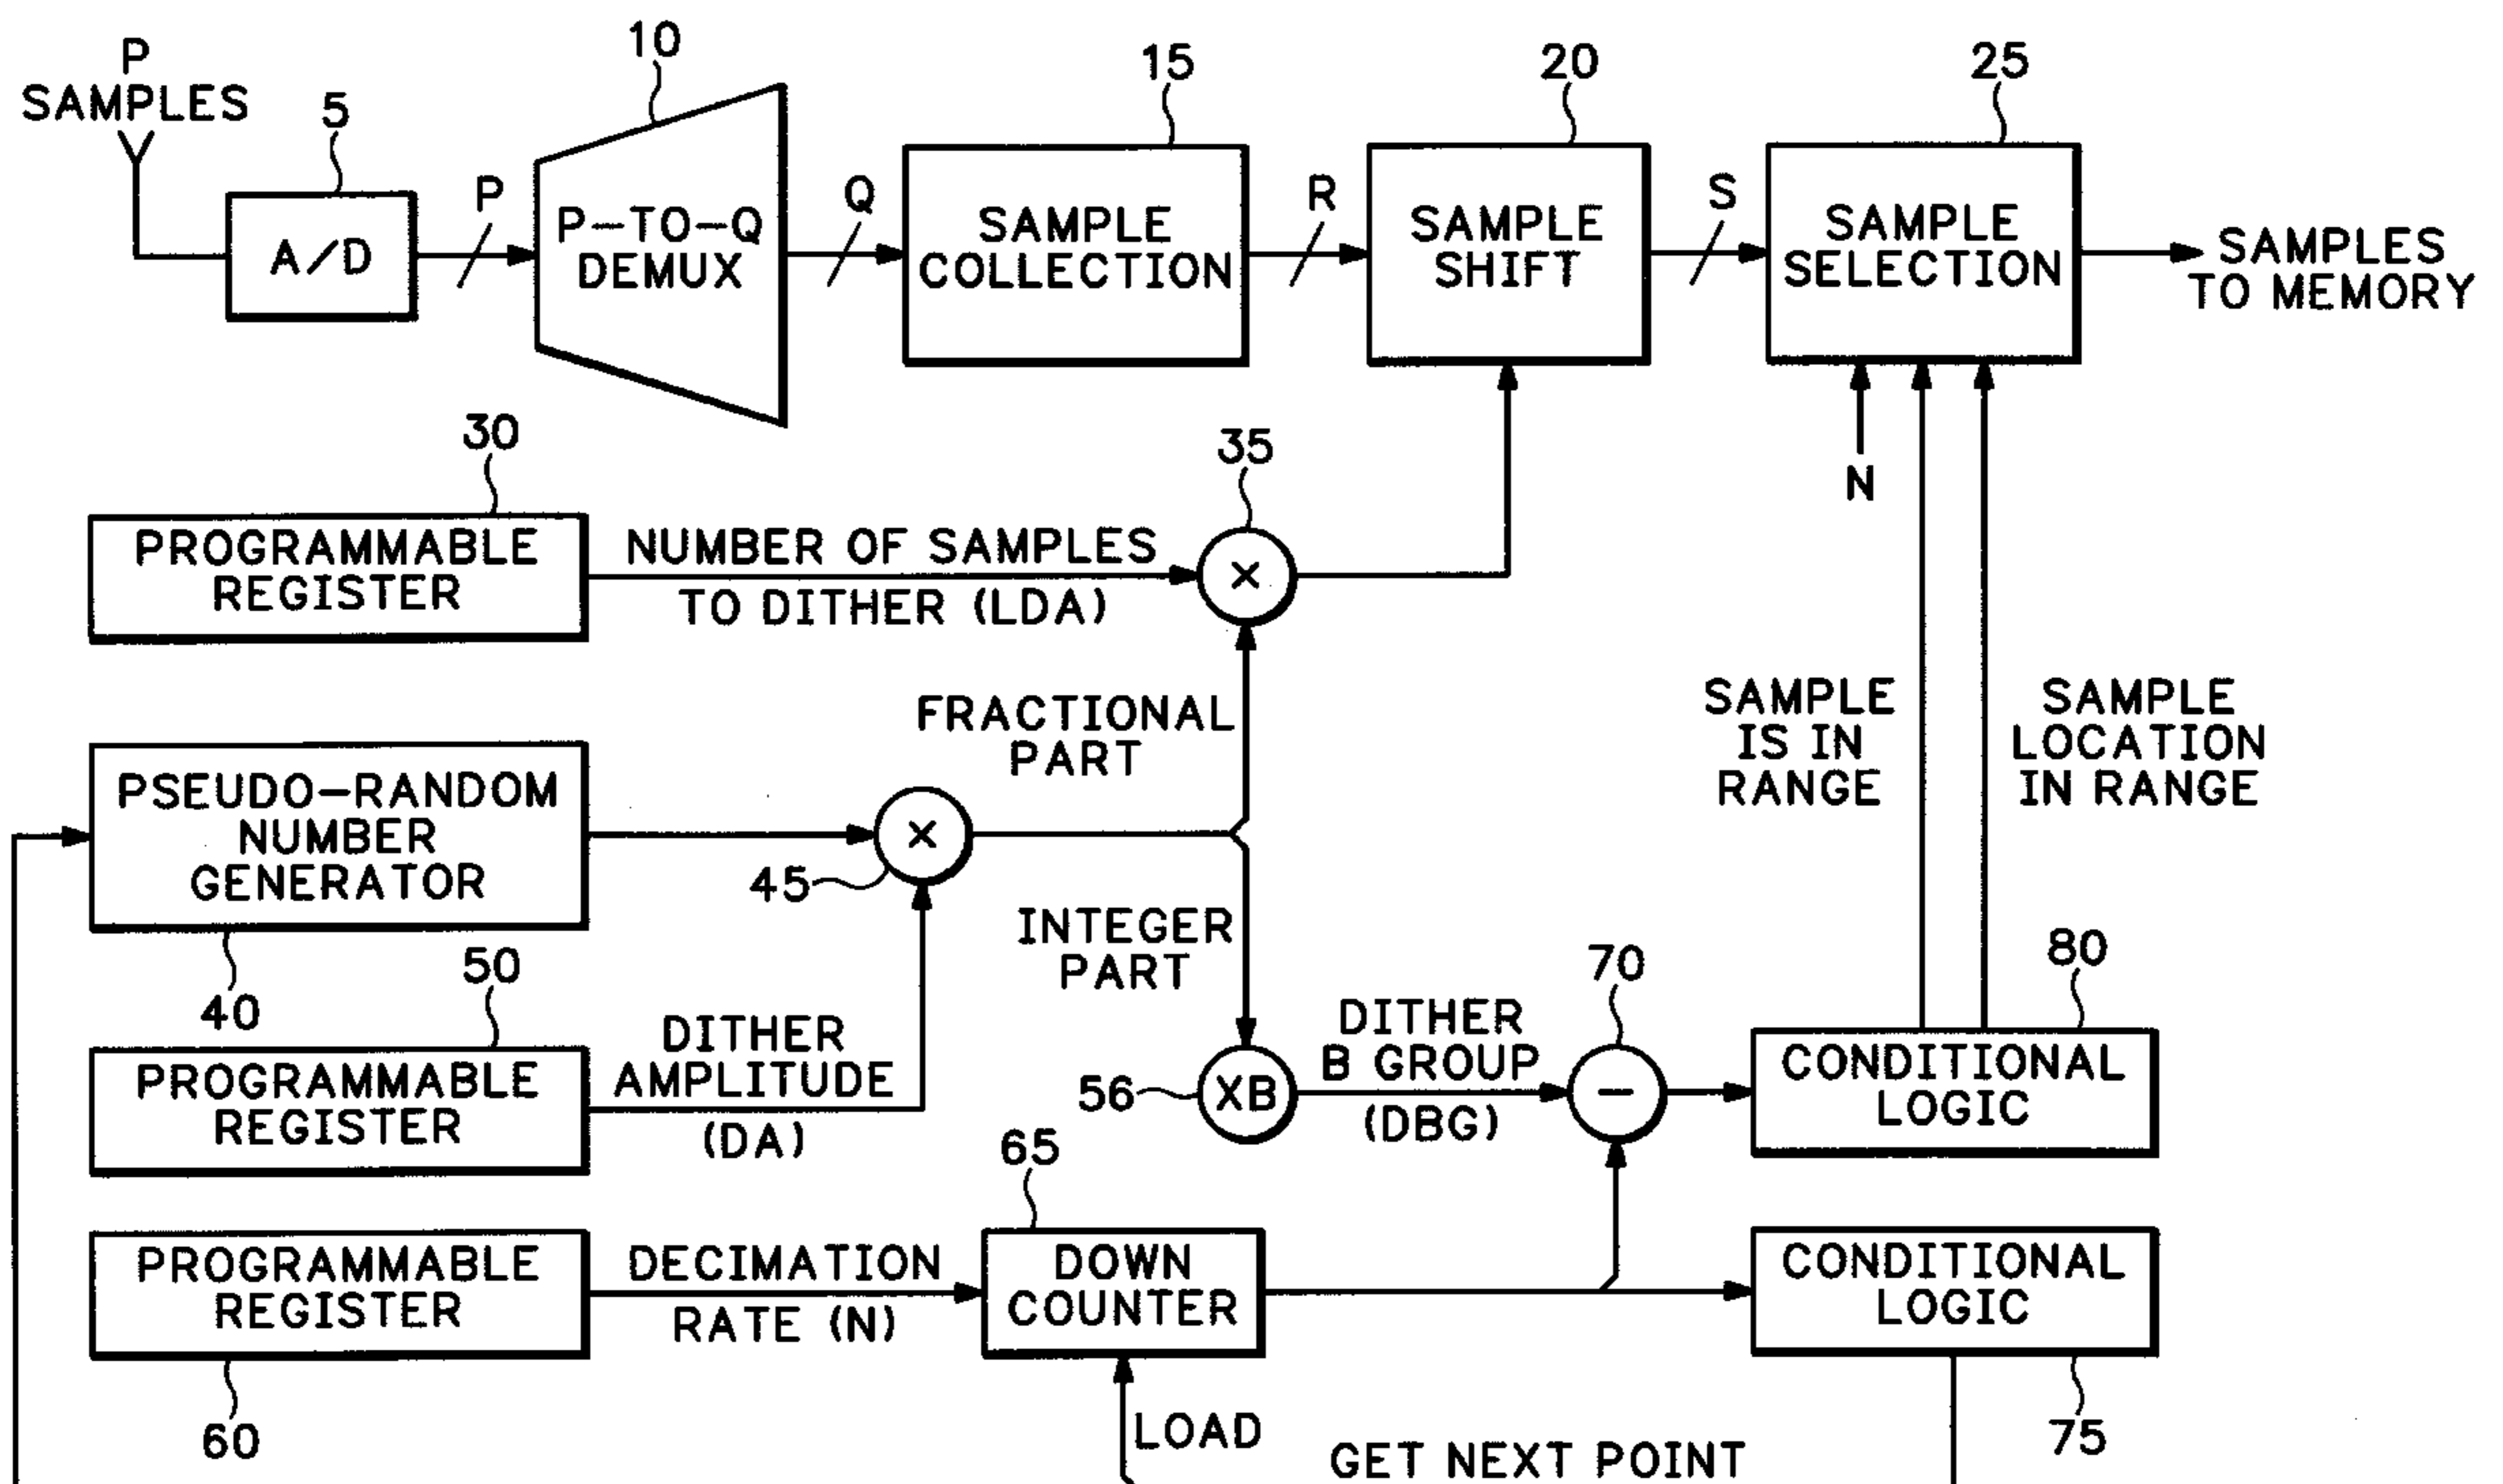 P
SAMPLES
5
A/D
P
10
P-TO-Q
DEMUX
Q
15
SAMPLE
COLLECTION
R
20
SAMPLE
SHIFT
S
25
SAMPLE
SELECTION
SAMPLES
TO MEMORY
N
30
PROGRAMMABLE
REGISTER
NUMBER OF SAMPLES
TO DITHER (LDA)
35
×
FRACTIONAL
PART
SAMPLE
IS IN
RANGE
SAMPLE
LOCATION
IN RANGE
PSEUDO-RANDOM
NUMBER
GENERATOR
40
×
45
INTEGER
PART
50
PROGRAMMABLE
REGISTER
DITHER
AMPLITUDE
(DA)
56
XB
DITHER
B GROUP
(DBG)
70
−
80
CONDITIONAL
LOGIC
PROGRAMMABLE
REGISTER
60
DECIMATION
RATE (N)
65
DOWN
COUNTER
CONDITIONAL
LOGIC
75
LOAD
GET NEXT POINT